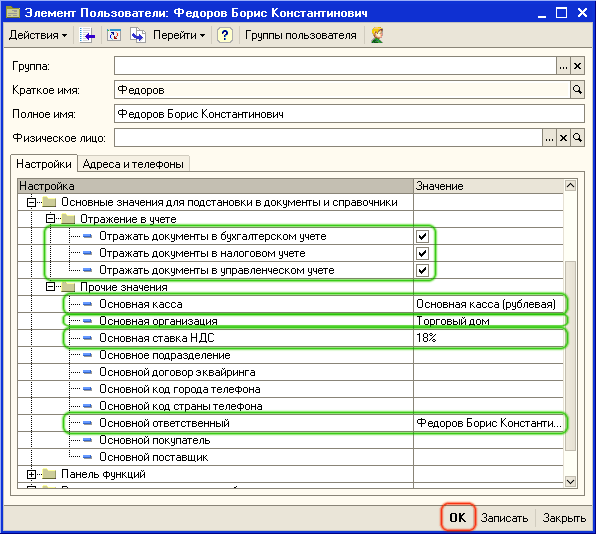 Элемент Пользователи: Федоров Борис Константинович
Действия Перейти ? Группы пользователя
Группа: ...
Краткое имя: Федоров
Полное имя: Федоров Борис Константинович
Физическое лицо: ...
Настройки Адреса и телефоны
Настройка Значение
Основные значения для подстановки в документы и справочники
Отражение в учете
Отражать документы в бухгалтерском учете
Отражать документы в налоговом учете
Отражать документы в управленческом учете
Прочие значения
Основная касса Основная касса (рублевая)
Основная организация Торговый дом
Основная ставка НДС 18%
Основное подразделение
Основной договор эквайринга
Основной код города телефона
Основной код страны телефона
Основной ответственный Федоров Борис Константи...
Основной покупатель
Основной поставщик
Панель функций
OK Записать Закрыть